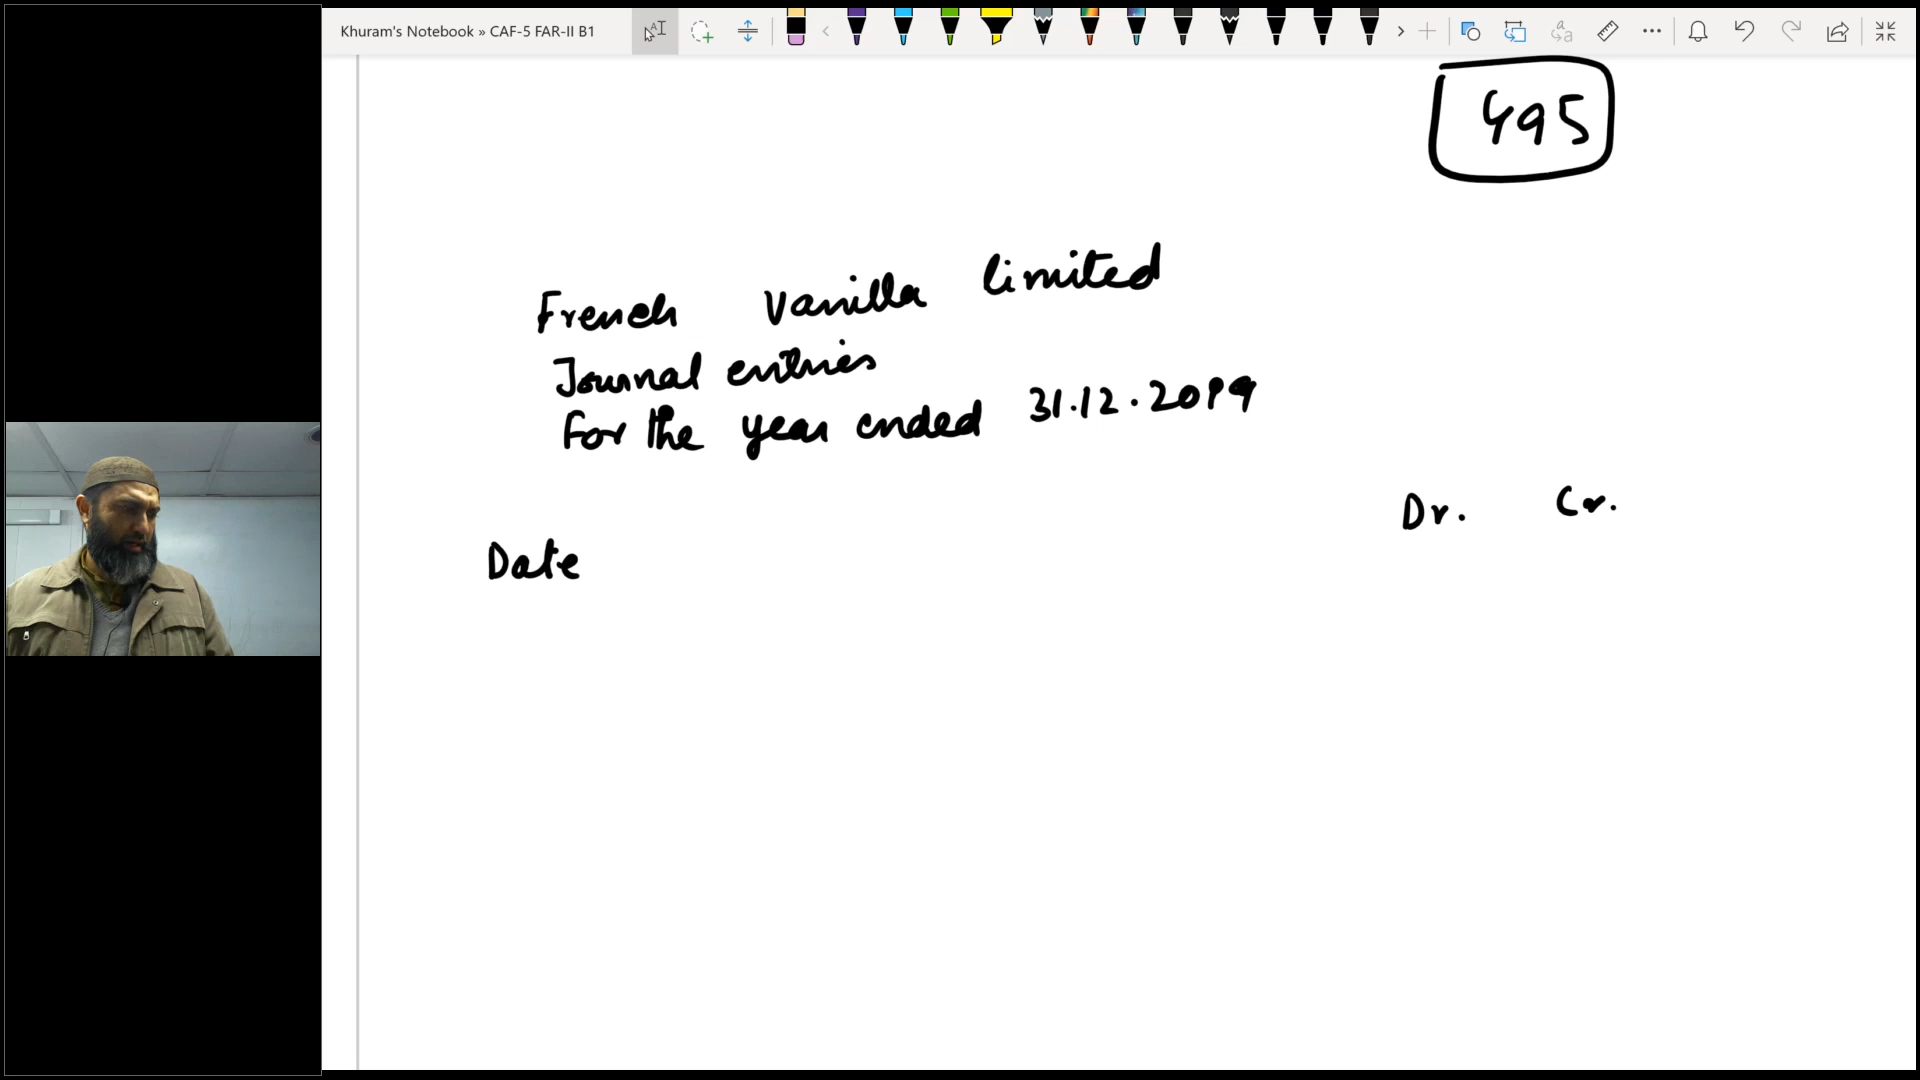 Khuram's Notebook » CAF-5 FAR-II B1
495
French Vanilla limited
Journal entries
For the year ended 31.12.2019
Dr. Cr.
Date